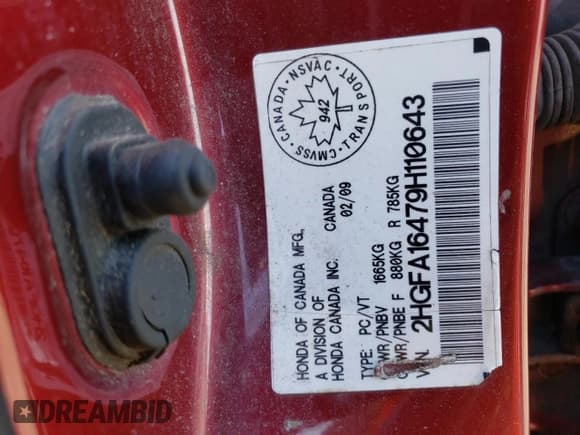 CANADA · NSVAC · TRANSPORT · CMVSS
942
HONDA OF CANADA MFG.,
A DIVISION OF
HONDA CANADA INC. CANADA
02/09
TYPE: PC/VT
GVWR/PNBV 1665KG
GAWR/PNBE F 880KG R 785KG
V.I.N. 2HGFA16479H110643
DREAMBID